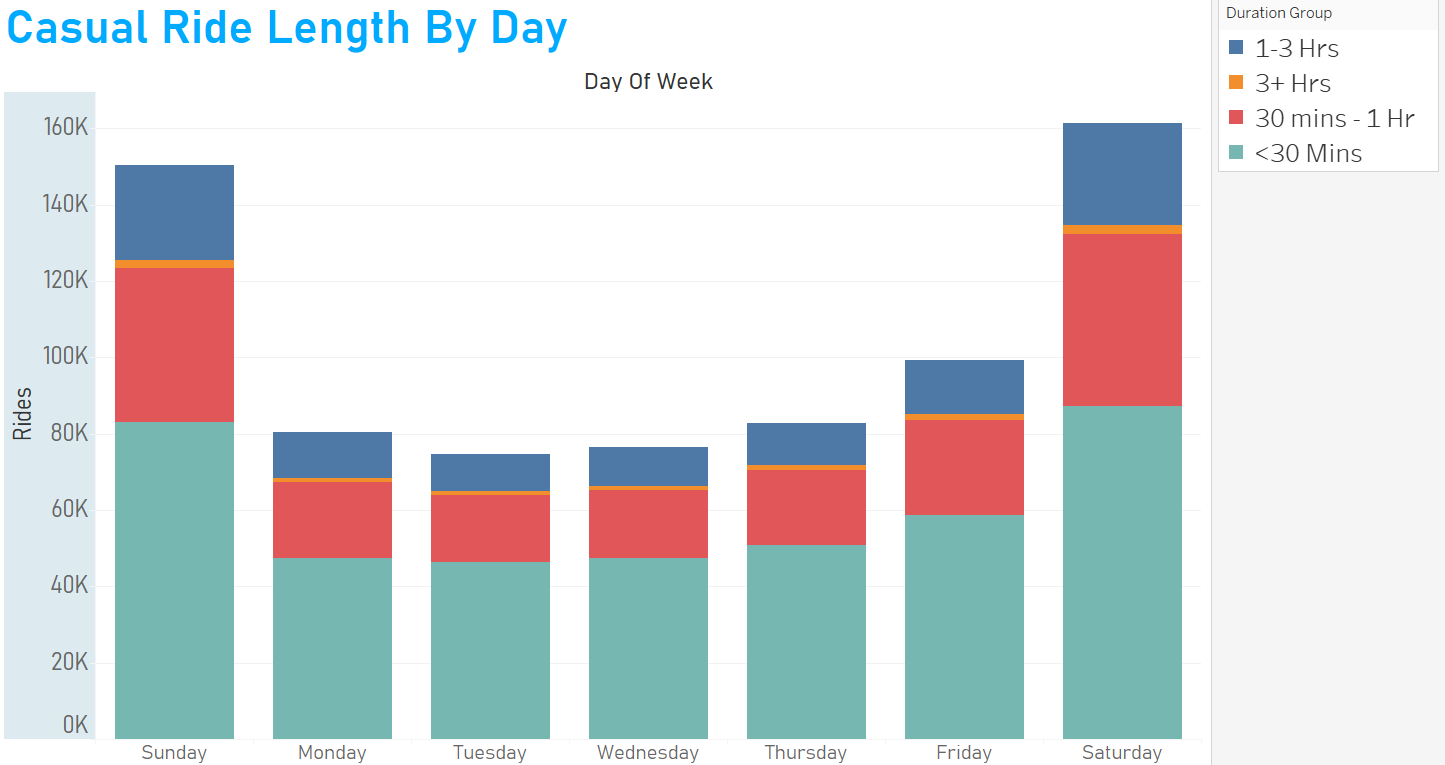 Casual Ride Length By Day
Day Of Week
Rides
160K
140K
120K
100K
80K
60K
40K
20K
0K
Sunday Monday Tuesday Wednesday Thursday Friday Saturday
Duration Group
1-3 Hrs
3+ Hrs
30 mins - 1 Hr
<30 Mins